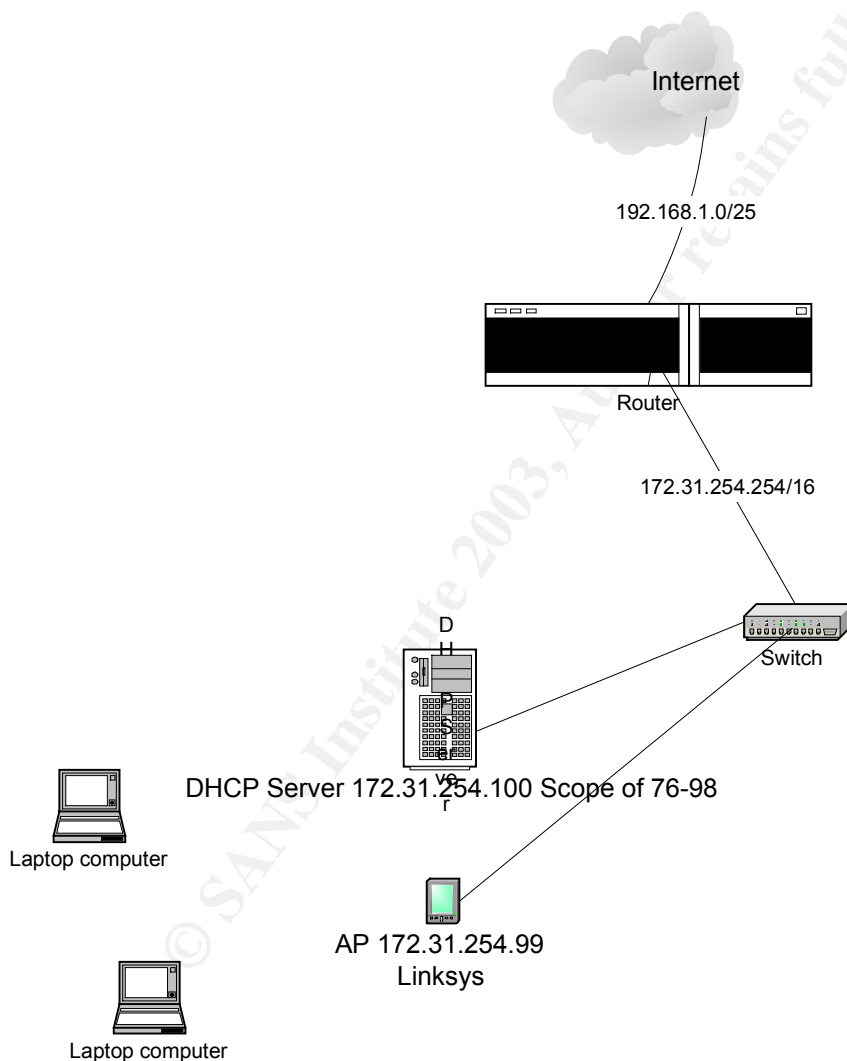 Internet
192.168.1.0/25
Router
172.31.254.254/16
Switch
DHCP Server
DHCP Server 172.31.254.100 Scope of 76-98
Laptop computer
AP 172.31.254.99
Linksys
Laptop computer
© SANS Institute 2003, Author retains full